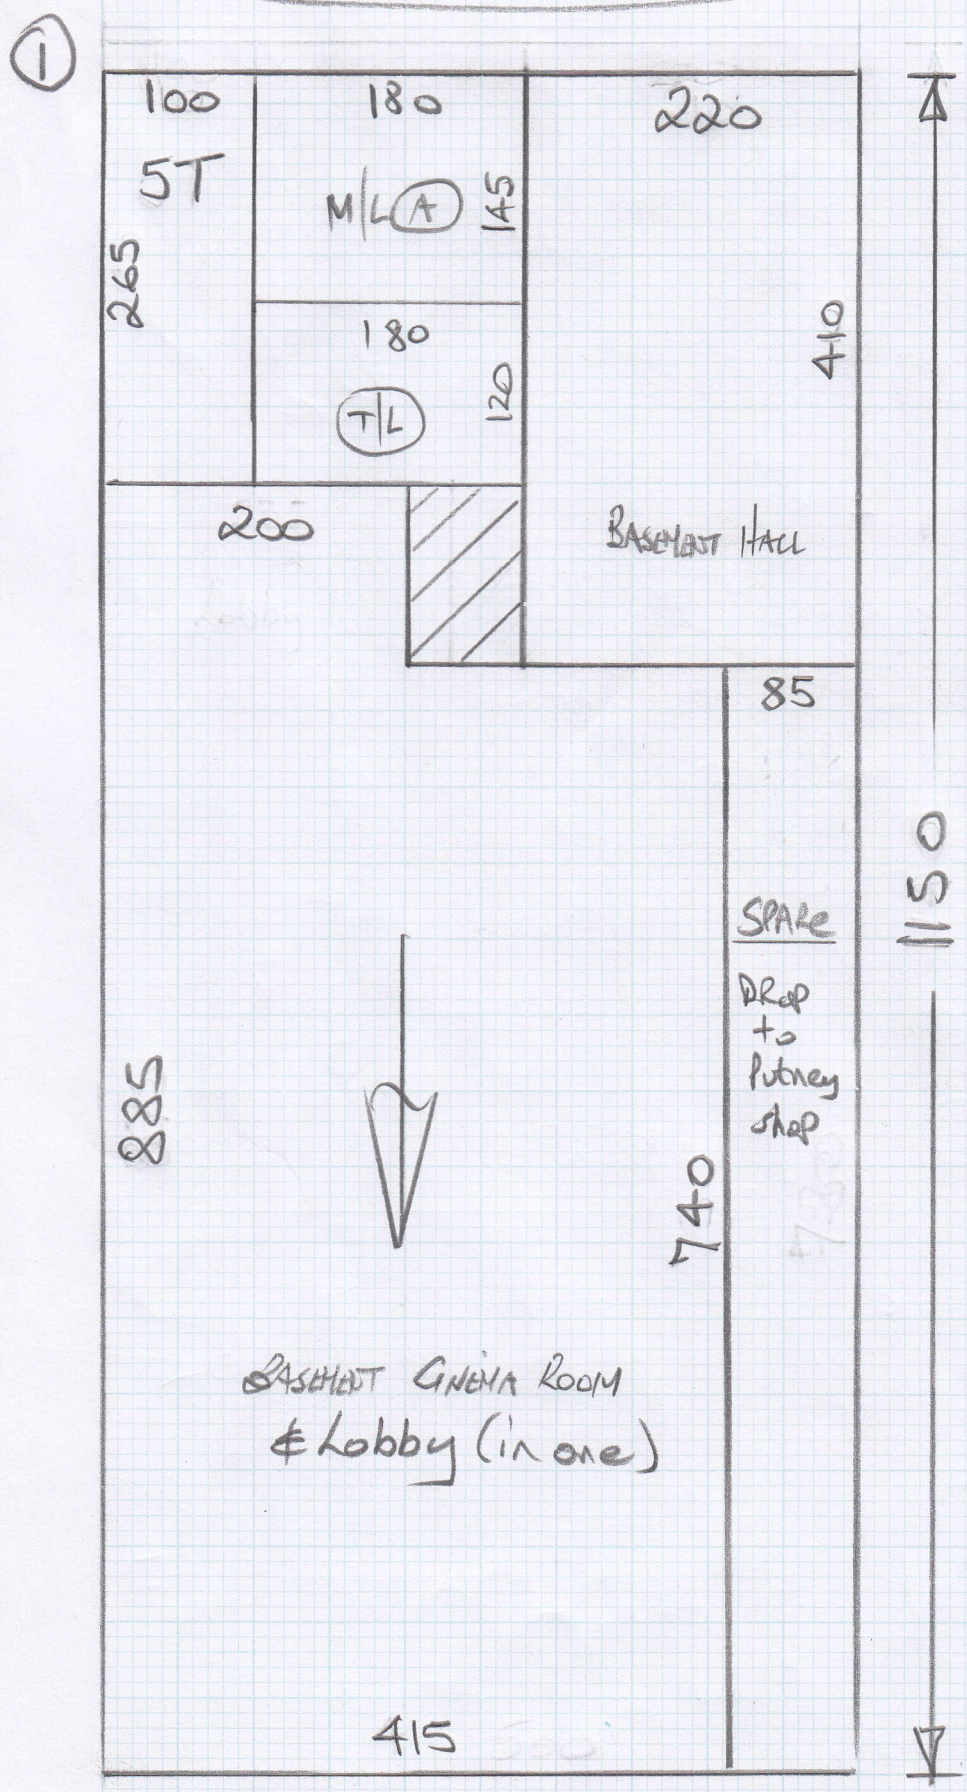 1
100
180
220
5T
M/L A
145
265
180
410
T/L
120
200
BASEMENT HALL
85
1150
SPARE
DROP
to
Putney
shop
885
740
BASEMENT CINEMA ROOM
& Lobby (in one)
415